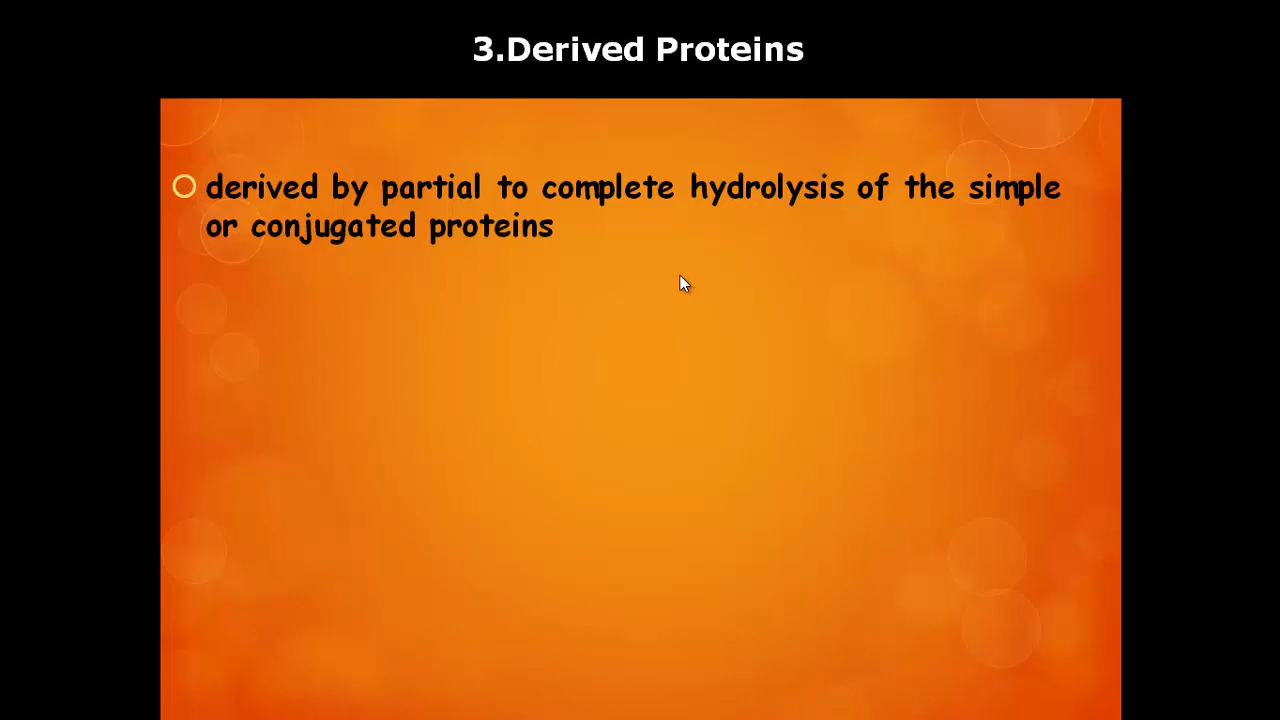 3.Derived Proteins
derived by partial to complete hydrolysis of the simple
or conjugated proteins